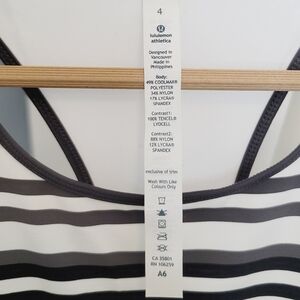 4
lululemon
athletica
Designed in
Vancouver
Made in
Philippines
Body:
49% COOLMAX®
POLYESTER
34% NYLON
17% LYCRA®
SPANDEX
Contrast1:
100% TENCEL®
LYOCELL
Contrast2:
88% NYLON
12% LYCRA®
SPANDEX
exclusive of trim
Wash With Like
Colours Only
CA 35801
RN 106259
A6